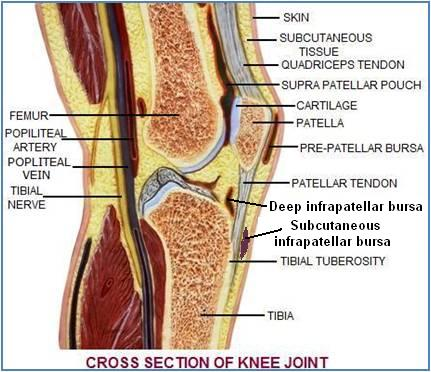 SKIN
SUBCUTANEOUS
TISSUE
QUADRICEPS TENDON
SUPRA PATELLAR POUCH
CARTILAGE
PATELLA
PRE-PATELLAR BURSA
PATELLAR TENDON
Deep infrapatellar bursa
Subcutaneous
infrapatellar bursa
TIBIAL TUBEROSITY
TIBIA
FEMUR
POPILITEAL
ARTERY
POPLITEAL
VEIN
TIBIAL
NERVE
CROSS SECTION OF KNEE JOINT